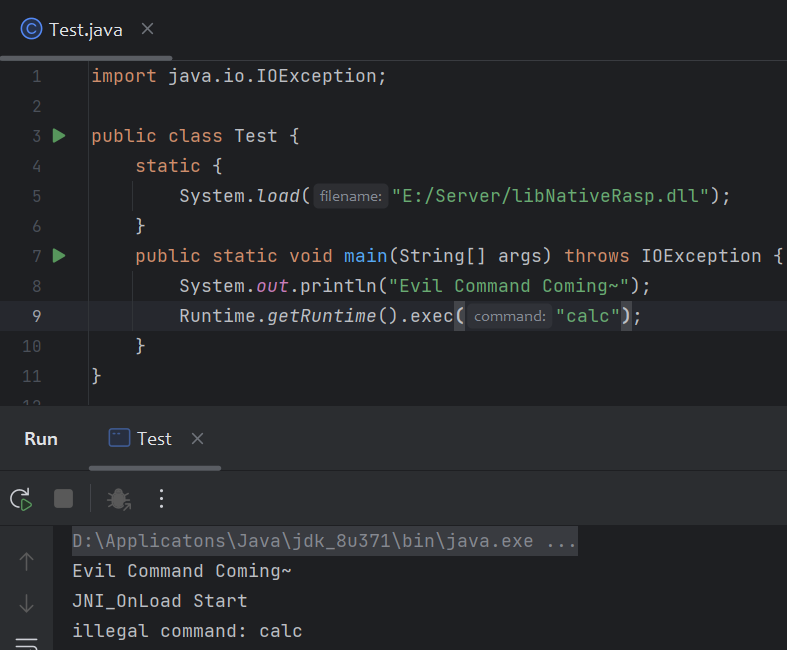 Test.java
1 import java.io.IOException;
2
3 public class Test {
4 static {
5 System.load( filename: "E:/Server/libNativeRasp.dll");
6 }
7 public static void main(String[] args) throws IOException {
8 System.out.println("Evil Command Coming~");
9 Runtime.getRuntime().exec( command: "calc");
10 }
11 }
12
Run Test
D:\Applicatons\Java\jdk_8u371\bin\java.exe ...
Evil Command Coming~
JNI_OnLoad Start
illegal command: calc